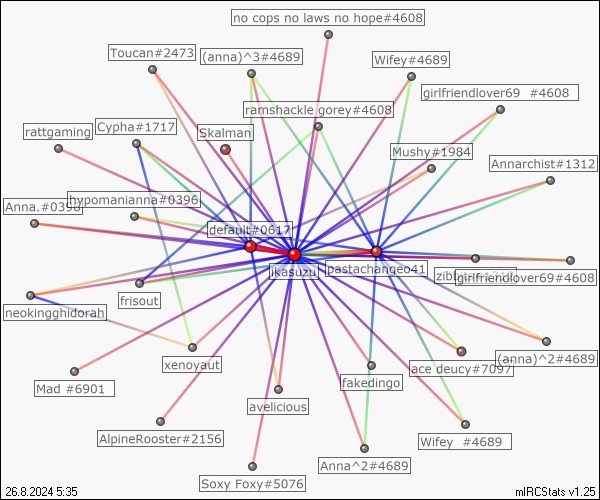 no cops no laws no hope#4608
Toucan#2473
(anna)^3#4689
Wifey#4689
girlfriendlover69 #4608
ramshackle gorey#4608
rattgaming
Cypha#1717
Skalman
Mushy#1984
Annarchist#1312
Anna.#0396
hypomanianna#0396
default#0617
jkasuzu
pastachangeo41
girlfriendlover69#4608
frisout
neokingghidorah
xenoyaut
(anna)^2#4689
ace deucy#7097
fakedingo
Mad #6901
avelicious
AlpineRooster#2156
Wifey #4689
Anna^2#4689
Soxy Foxy#5076
26.8.2024 5:35
mIRCStats v1.25